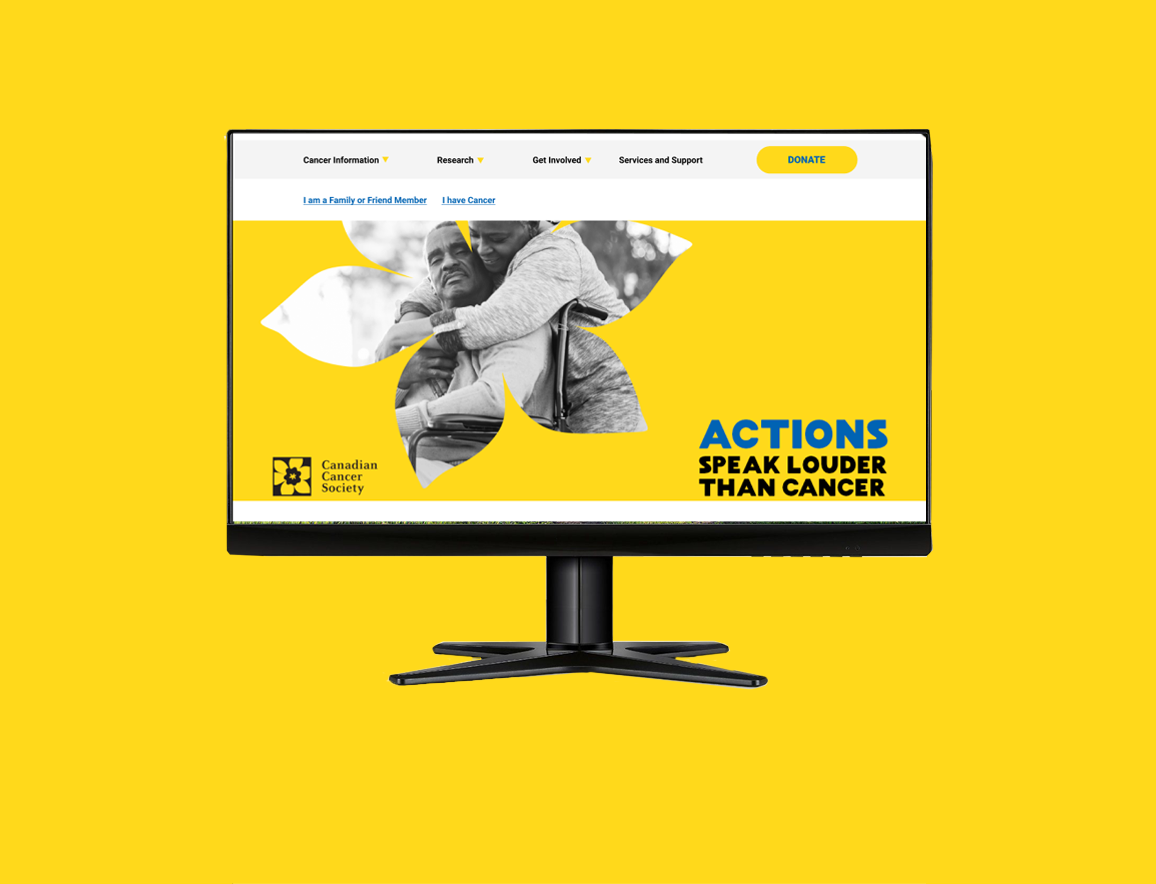 Cancer Information
Research
Get Involved
Services and Support
DONATE
I am a Family or Friend Member
I have Cancer
Canadian
Cancer
Society
ACTIONS
SPEAK LOUDER
THAN CANCER